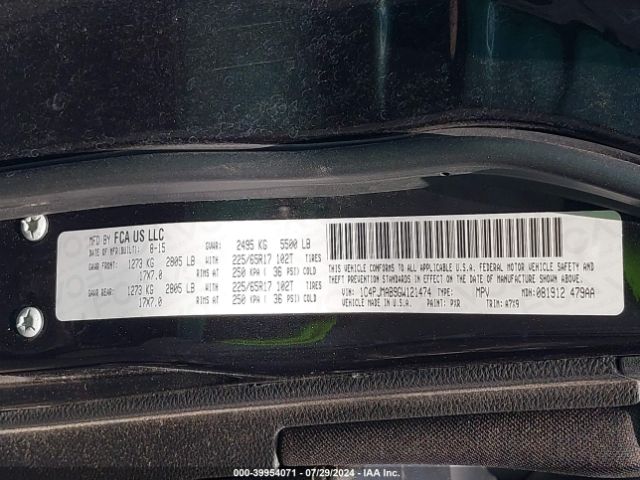 MFD BY FCA US LLC
DATE OF MFR(BUILT): 8-15
GVWR: 2495 KG 5500 LB
GAWR FRONT: 1273 KG 2805 LB 225/65R17 102T TIRES
17X7.0 RIMS AT 250 KPA ( 36 PSI) COLD
GAWR REAR: 1273 KG 2805 LB 225/65R17 102T TIRES
17X7.0 RIMS AT 250 KPA ( 36 PSI) COLD
THIS VEHICLE CONFORMS TO ALL APPLICABLE U.S.A. FEDERAL MOTOR VEHICLE SAFETY, BUMPER, AND
THEFT PREVENTION STANDARDS IN EFFECT ON THE DATE OF MANUFACTURE SHOWN ABOVE.
VIN: 1C4PJMAB9GW121474 TYPE: MPV MDH: 081912 479AA
VEHICLE MADE IN U.S.A. PAINT: PXR TRIM: A7X9
000-39954071 - 07/29/2024 - IAA Inc.